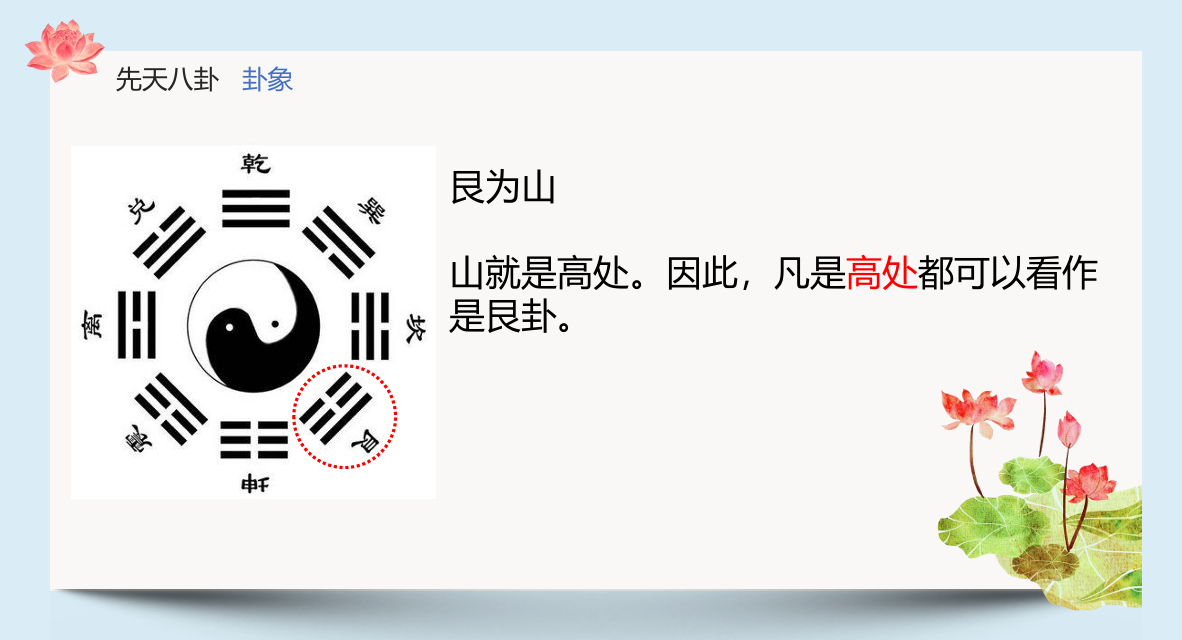 先天八卦 卦象
乾
兑
巽
离
坎
震
艮
坤
艮为山
山就是高处。因此，凡是高处都可以看作
是艮卦。